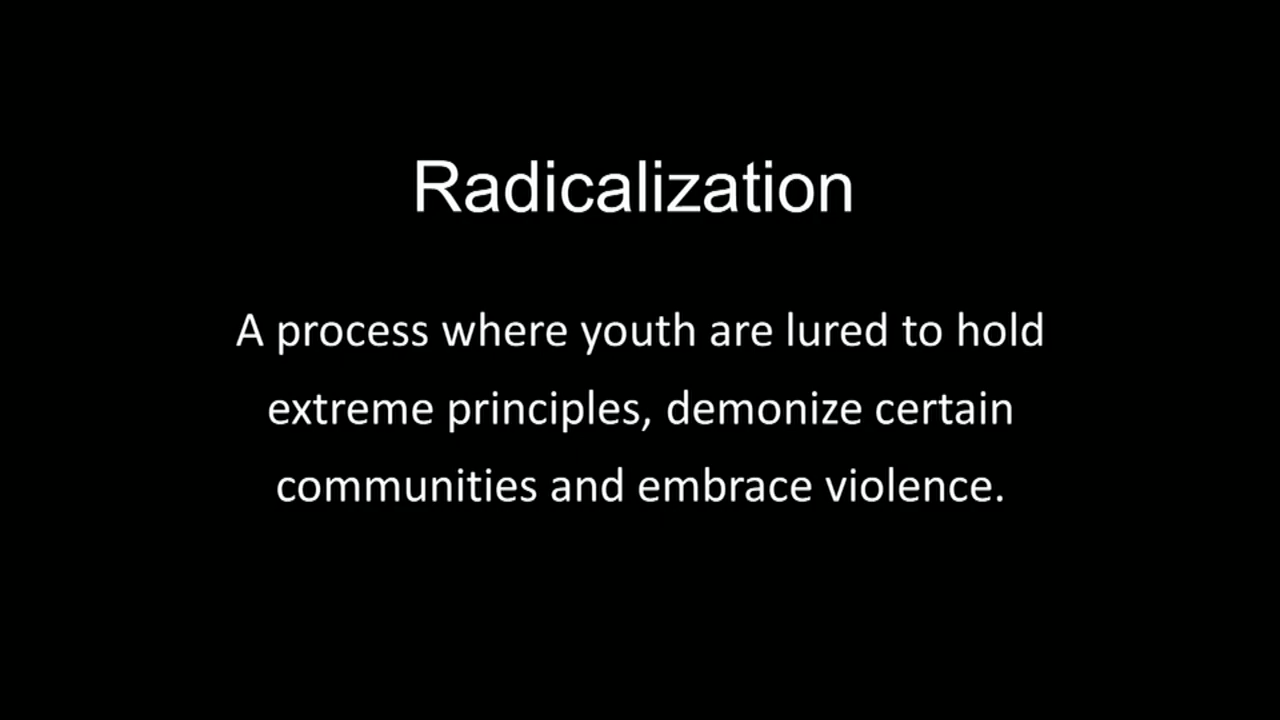 Radicalization
A process where youth are lured to hold
extreme principles, demonize certain
communities and embrace violence.